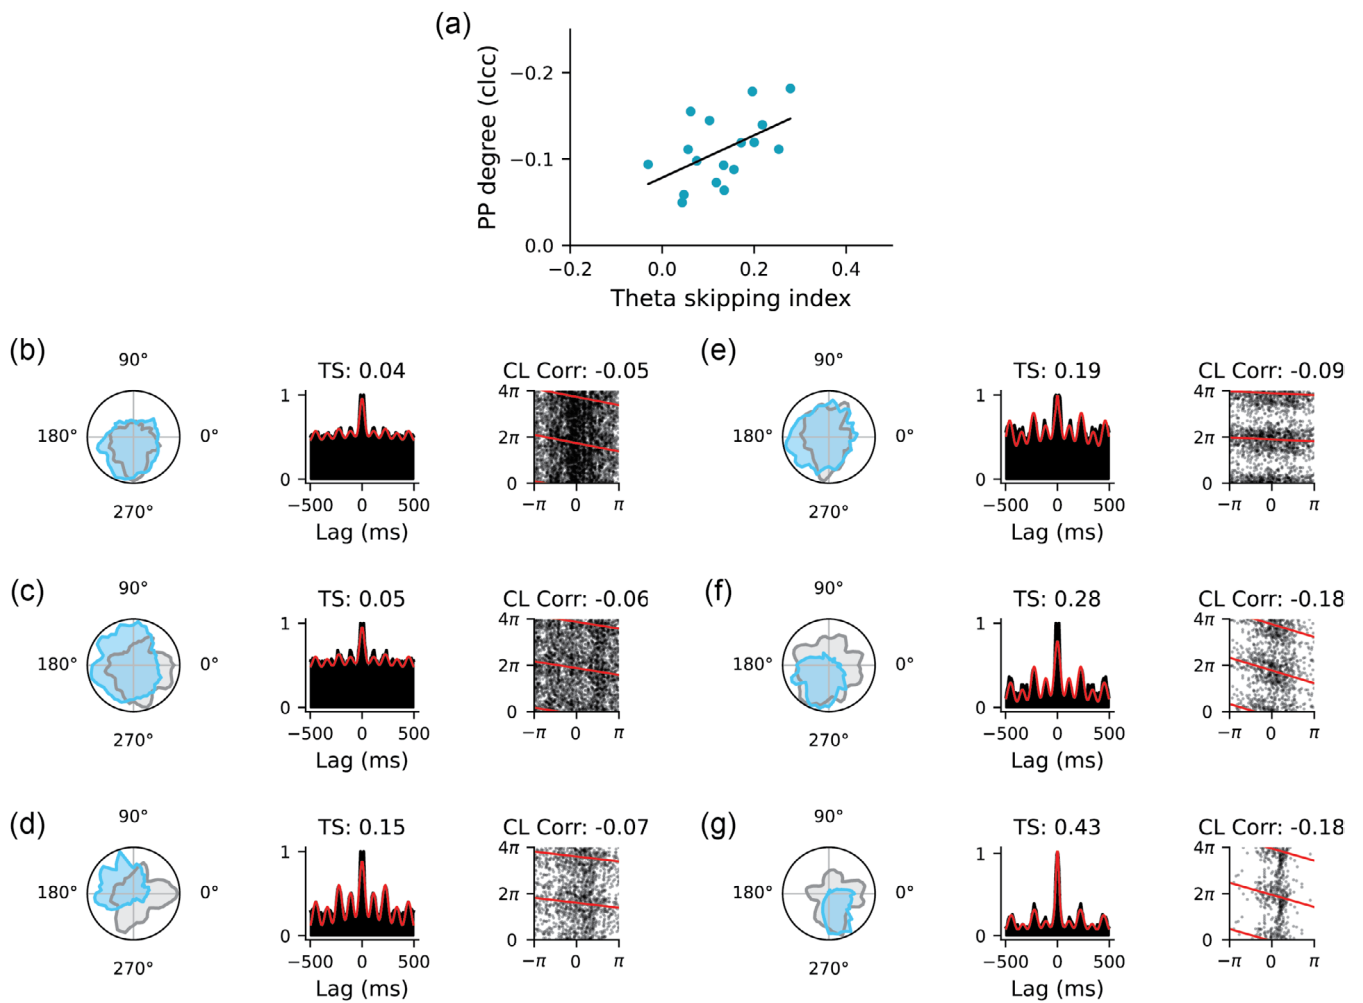 (a)
PP degree (clcc)
−0.2
−0.1
0.0
−0.2 0.0 0.2 0.4
Theta skipping index
(b)
90°
180° 0°
270°
TS: 0.04
1
0
−500 0 500
Lag (ms)
CL Corr: -0.05
4π
2π
0
−π 0 π
(e)
90°
180° 0°
270°
TS: 0.19
1
0
−500 0 500
Lag (ms)
CL Corr: -0.09
4π
2π
0
−π 0 π
(c)
90°
180° 0°
270°
TS: 0.05
1
0
−500 0 500
Lag (ms)
CL Corr: -0.06
4π
2π
0
−π 0 π
(f)
90°
180° 0°
270°
TS: 0.28
1
0
−500 0 500
Lag (ms)
CL Corr: -0.18
4π
2π
0
−π 0 π
(d)
90°
180° 0°
270°
TS: 0.15
1
0
−500 0 500
Lag (ms)
CL Corr: -0.07
4π
2π
0
−π 0 π
(g)
90°
180° 0°
270°
TS: 0.43
1
0
−500 0 500
Lag (ms)
CL Corr: -0.18
4π
2π
0
−π 0 π